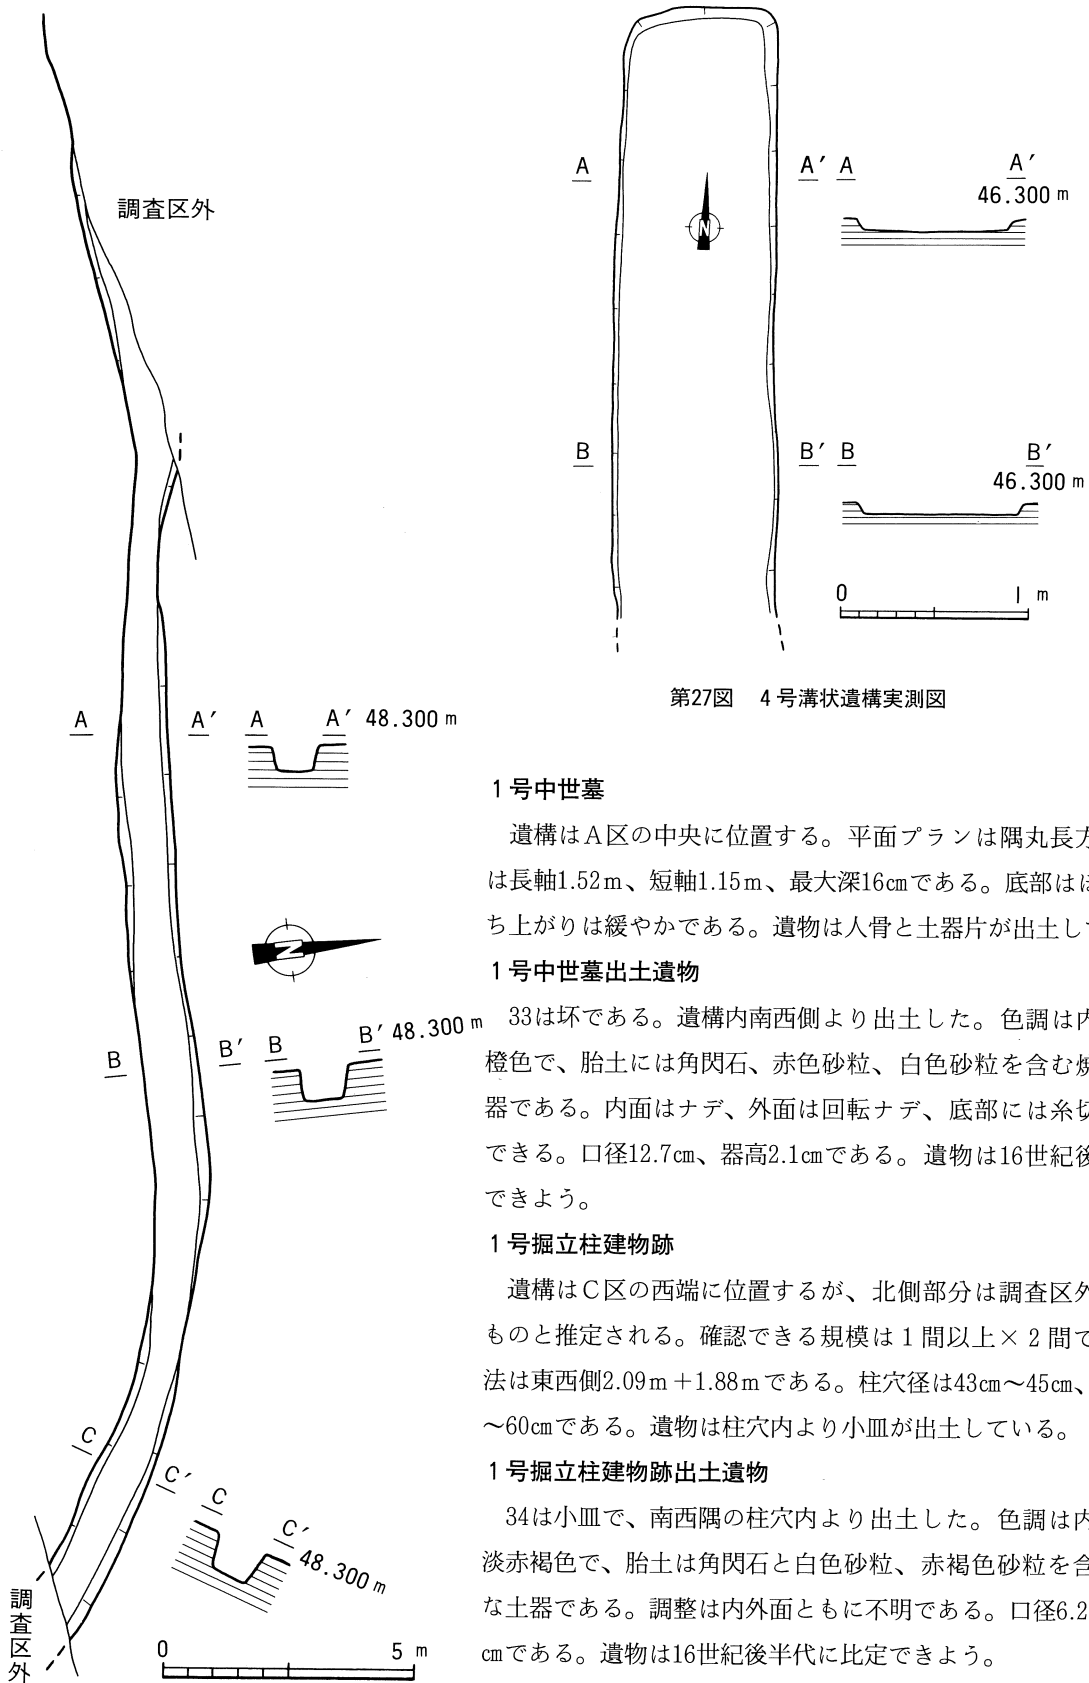 調査区外
A
A′
A
A′
48.300 m
N
B
B′
B
B′
48.300 m
C
C′
C
C′
48.300 m
調査区外
0 5 m
A
A′
A
A′
46.300 m
N
B
B′
B
B′
46.300 m
0 1 m
第27図 4号溝状遺構実測図
1号中世墓
遺構はA区の中央に位置する。平面プランは隅丸長方
は長軸1.52m、短軸1.15m、最大深16㎝である。底部はほ
ち上がりは緩やかである。遺物は人骨と土器片が出土し
1号中世墓出土遺物
33は坏である。遺構内南西側より出土した。色調は内
橙色で、胎土には角閃石、赤色砂粒、白色砂粒を含む焼
器である。内面はナデ、外面は回転ナデ、底部には糸切
できる。口径12.7㎝、器高2.1㎝である。遺物は16世紀後
できよう。
1号掘立柱建物跡
遺構はC区の西端に位置するが、北側部分は調査区外
ものと推定される。確認できる規模は1間以上×2間で
法は東西側2.09m+1.88mである。柱穴径は43㎝～45㎝、
～60㎝である。遺物は柱穴内より小皿が出土している。
1号掘立柱建物跡出土遺物
34は小皿で、南西隅の柱穴内より出土した。色調は内
淡赤褐色で、胎土は角閃石と白色砂粒、赤褐色砂粒を含
な土器である。調整は内外面ともに不明である。口径6.2
㎝である。遺物は16世紀後半代に比定できよう。